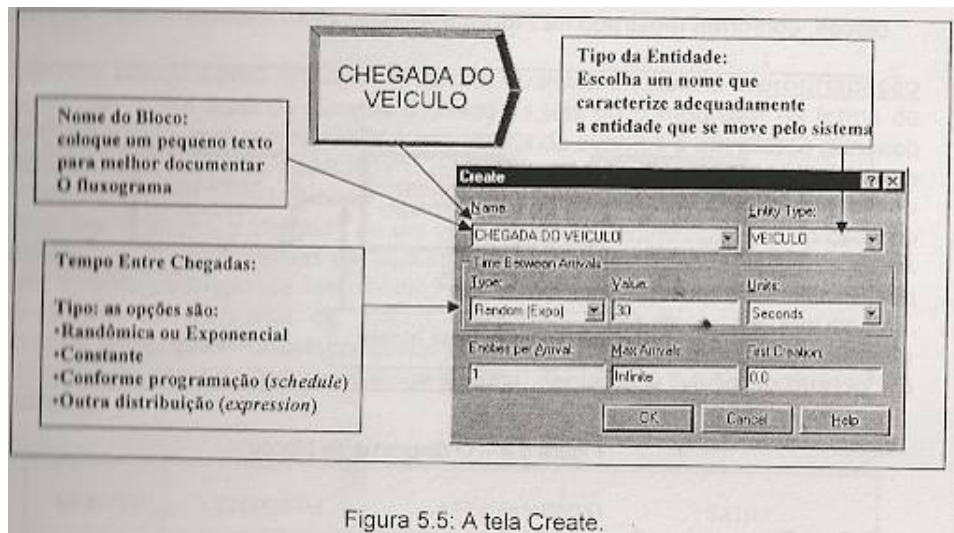 CHEGADA DO
VEICULO
Tipo da Entidade:
Escolha um nome que
caracterize adequadamente
a entidade que se move pelo sistema
Nome do Bloco:
coloque um pequeno texto
para melhor documentar
O fluxograma
Create
Name:
Entity Type:
CHEGADA DO VEICULO
VEICULO
Time Between Arrivals
Type:
Value:
Units:
Random (Expo)
30
Seconds
Entities per Arrival:
Max Arrivals:
First Creation:
1
Infinite
0.0
OK
Cancel
Help
Tempo Entre Chegadas:
Tipo: as opções são:
•Randômica ou Exponencial
•Constante
•Conforme programação (schedule)
•Outra distribuição (expression)
Figura 5.5: A tela Create.